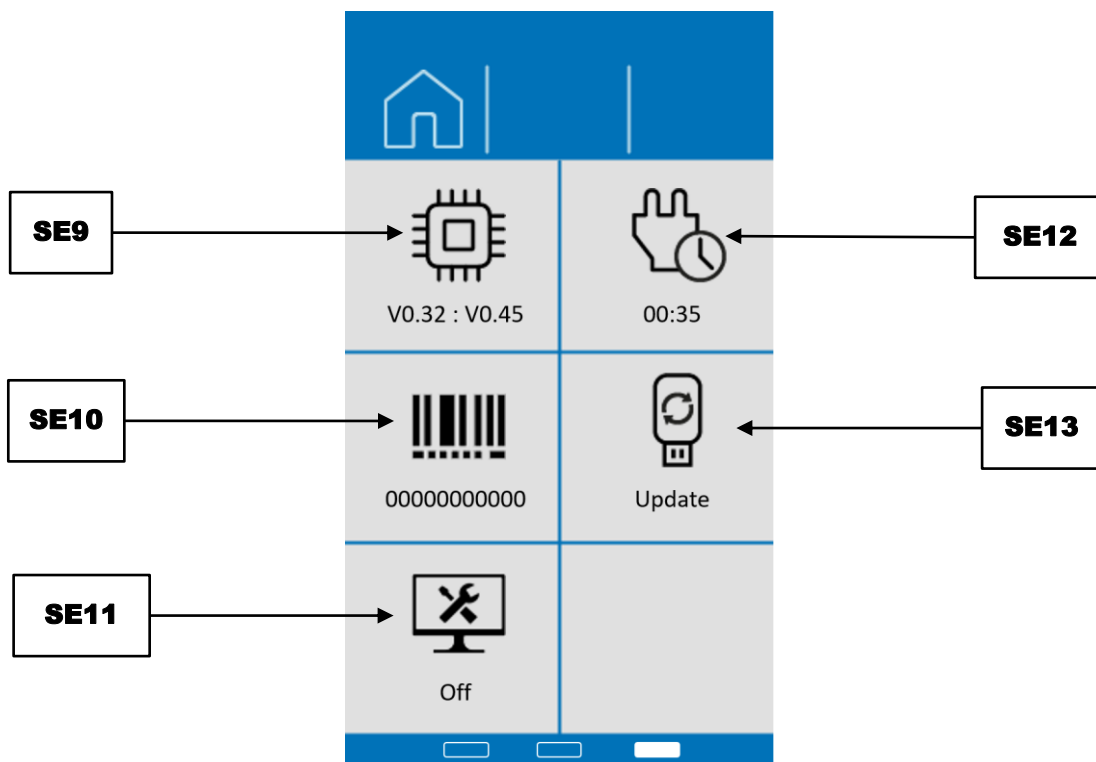 SE9
SE12
V0.32 : V0.45
00:35
SE10
SE13
00000000000
Update
SE11
Off